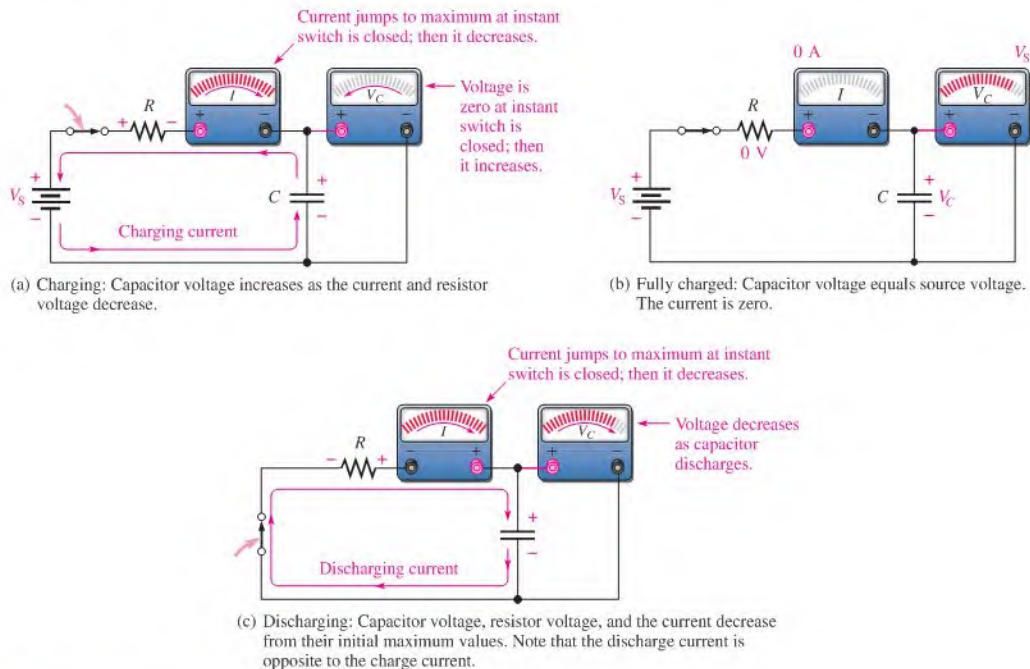 Current jumps to maximum at instant
switch is closed; then it decreases.
I
+ −
V_C
+ −
Voltage is
zero at instant
switch is
closed; then
it increases.
+ R −
V_S
+
−
C
+
−
Charging current
(a) Charging: Capacitor voltage increases as the current and resistor
voltage decrease.
0 A
V_S
I
+ −
V_C
+ −
R
0 V
V_S
+
−
C
+
V_C
−
(b) Fully charged: Capacitor voltage equals source voltage.
The current is zero.
Current jumps to maximum at instant
switch is closed; then it decreases.
I
− +
V_C
+ −
Voltage decreases
as capacitor
discharges.
R
− +
+
−
Discharging current
(c) Discharging: Capacitor voltage, resistor voltage, and the current decrease
from their initial maximum values. Note that the discharge current is
opposite to the charge current.